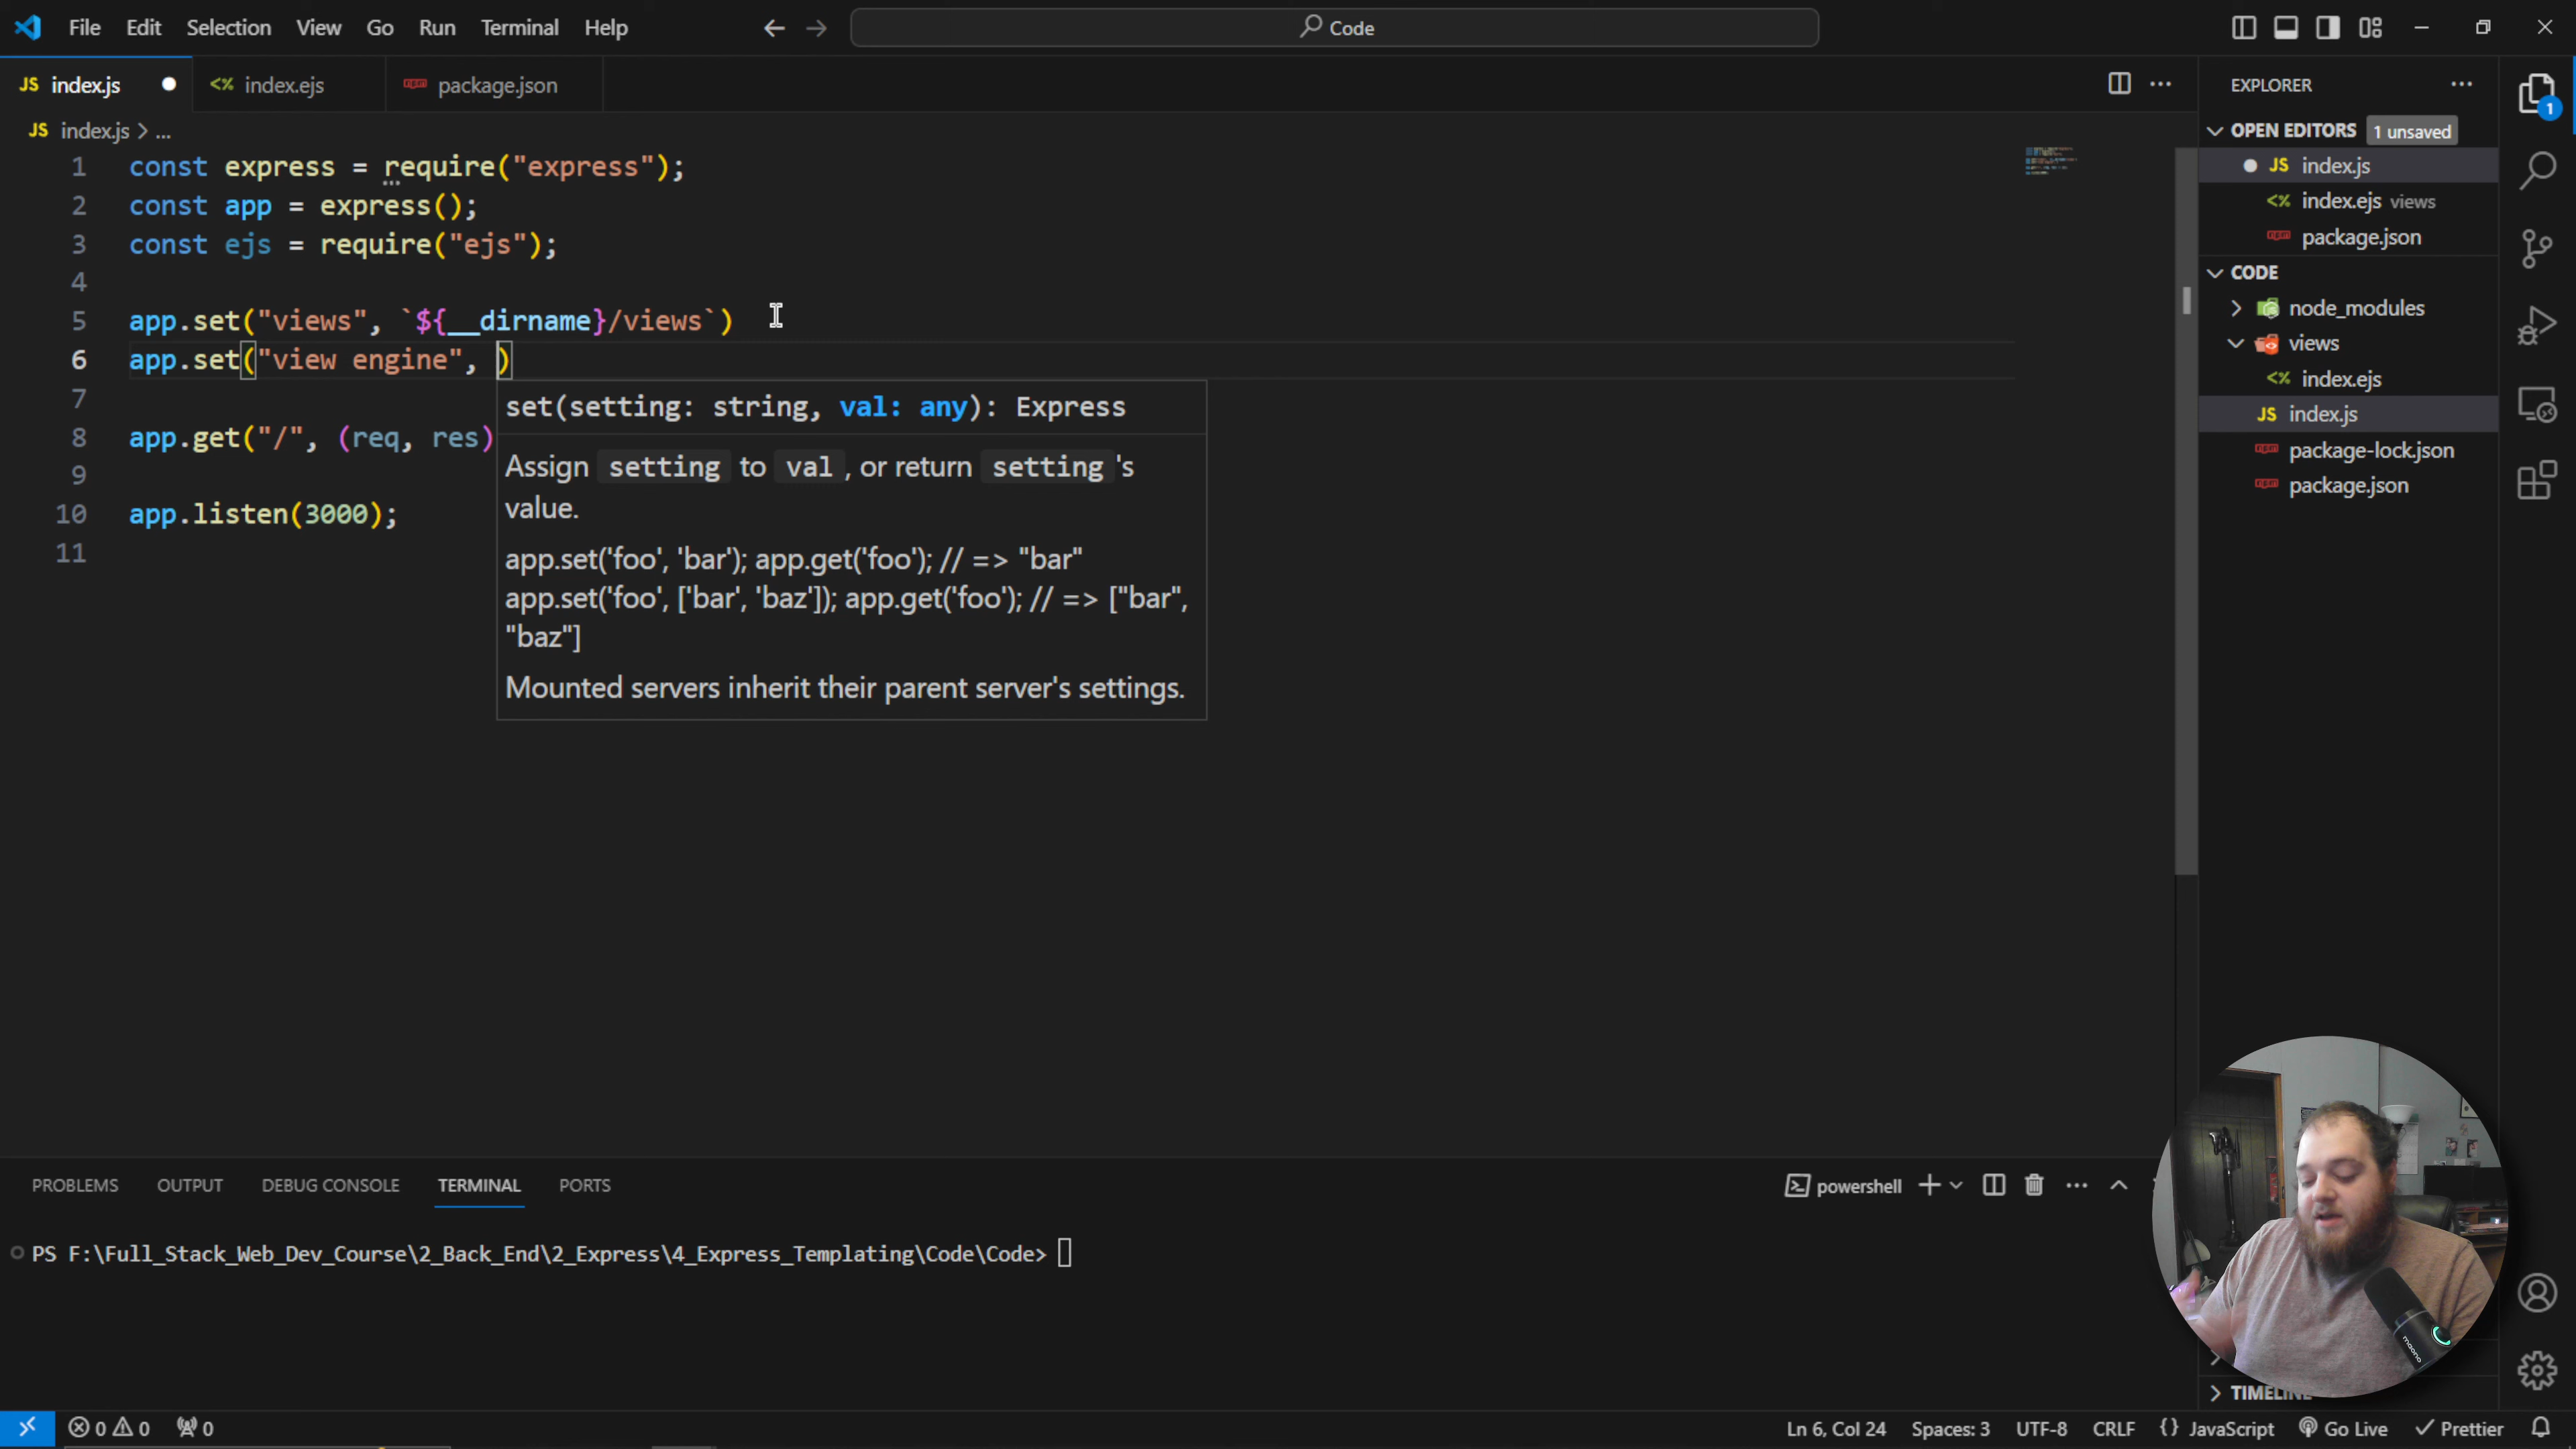 File Edit Selection View Go Run Terminal Help
Code
JS index.js
<% index.ejs
package.json
JS index.js > ...
1 const express = require("express");
2 const app = express();
3 const ejs = require("ejs");
4
5 app.set("views", `${__dirname}/views`)
6 app.set("view engine", )
7
8 app.get("/", (req, res)
9
10 app.listen(3000);
11
set(setting: string, val: any): Express
Assign setting to val, or return setting's
value.
app.set('foo', 'bar'); app.get('foo'); // => "bar"
app.set('foo', ['bar', 'baz']); app.get('foo'); // => ["bar",
"baz"]
Mounted servers inherit their parent server's settings.
EXPLORER
OPEN EDITORS 1 unsaved
JS index.js
<% index.ejs views
package.json
CODE
node_modules
views
<% index.ejs
JS index.js
package-lock.json
package.json
1
PROBLEMS OUTPUT DEBUG CONSOLE TERMINAL PORTS
powershell
PS F:\Full_Stack_Web_Dev_Course\2_Back_End\2_Express\4_Express_Templating\Code\Code>
maono
TIMELINE
0 0 0
Ln 6, Col 24 Spaces: 3 UTF-8 CRLF {} JavaScript Go Live Prettier